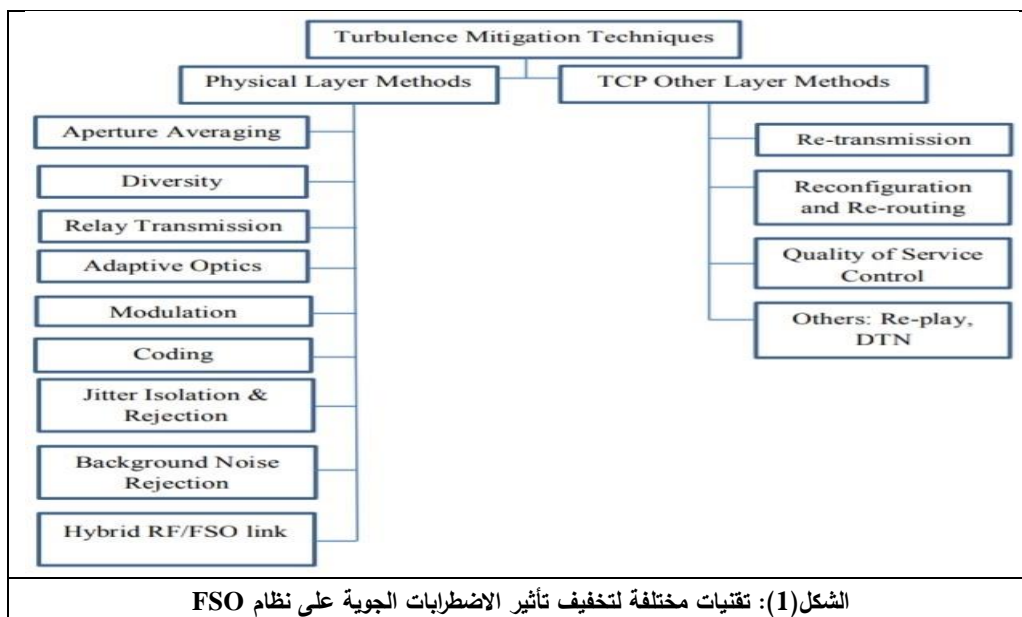 Turbulence Mitigation Techniques
Physical Layer Methods
Aperture Averaging
Diversity
Relay Transmission
Adaptive Optics
Modulation
Coding
Jitter Isolation &
Rejection
Background Noise
Rejection
Hybrid RF/FSO link
TCP Other Layer Methods
Re-transmission
Reconfiguration
and Re-routing
Quality of Service
Control
Others: Re-play,
DTN
الشكل(1): تقنيات مختلفة لتخفيف تأثير الاضطرابات الجوية على نظام FSO